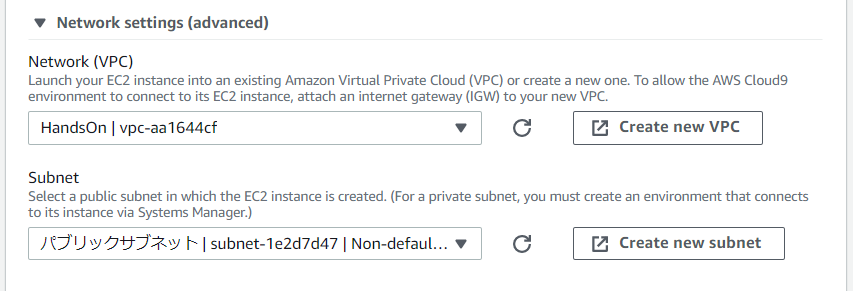 Network settings (advanced)
Network (VPC)
Launch your EC2 instance into an existing Amazon Virtual Private Cloud (VPC) or create a new one. To allow the AWS Cloud9
environment to connect to its EC2 instance, attach an internet gateway (IGW) to your new VPC.
HandsOn | vpc-aa1644cf
Create new VPC
Subnet
Select a public subnet in which the EC2 instance is created. (For a private subnet, you must create an environment that connects
to its instance via Systems Manager.)
パブリックサブネット | subnet-1e2d7d47 | Non-defaul...
Create new subnet